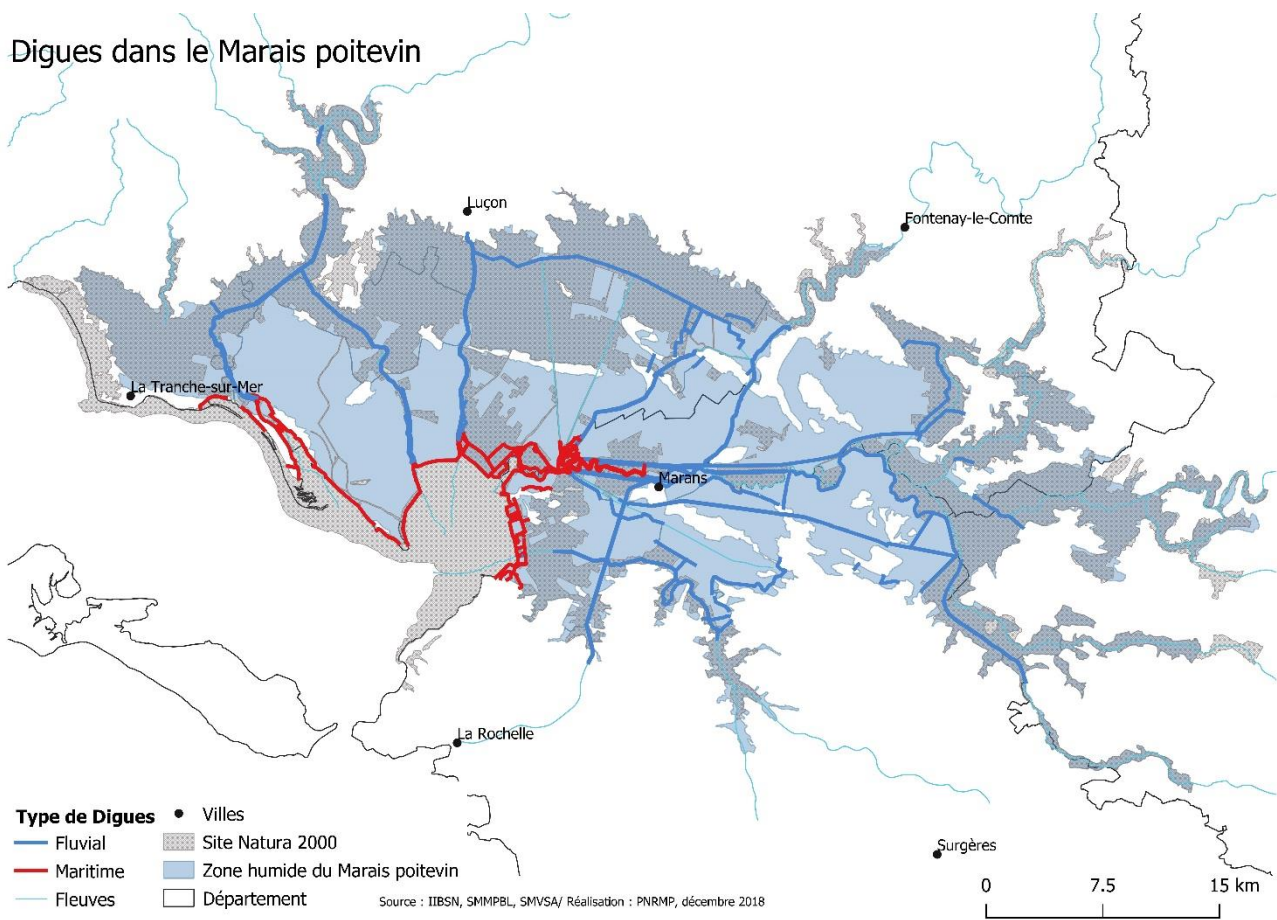 Digues dans le Marais poitevin
Luçon
Fontenay-le-Comte
La Tranche-sur-Mer
Marans
La Rochelle
Surgères
Type de Digues
Fluvial
Maritime
Fleuves
Villes
Site Natura 2000
Zone humide du Marais poitevin
Département
Source : IIBSN, SMMPBL, SMVSA/ Réalisation : PNRMP, décembre 2018
0 7.5 15 km